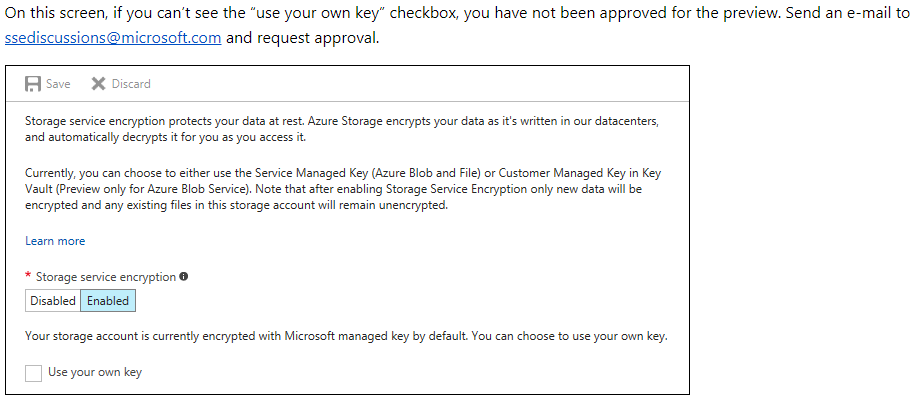 On this screen, if you can't see the "use your own key" checkbox, you have not been approved for the preview. Send an e-mail to
ssediscussions@microsoft.com and request approval.
Save Discard
Storage service encryption protects your data at rest. Azure Storage encrypts your data as it's written in our datacenters,
and automatically decrypts it for you as you access it.
Currently, you can choose to either use the Service Managed Key (Azure Blob and File) or Customer Managed Key in Key
Vault (Preview only for Azure Blob Service). Note that after enabling Storage Service Encryption only new data will be
encrypted and any existing files in this storage account will remain unencrypted.
Learn more
* Storage service encryption
Disabled Enabled
Your storage account is currently encrypted with Microsoft managed key by default. You can choose to use your own key.
Use your own key